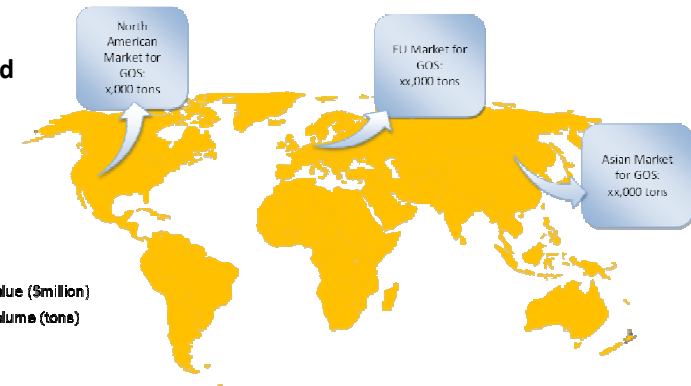 North
American
Market for
GOS:
x,000 tons
d
EU Market for
GOS:
xx,000 tons
Asian Market
for GOS:
xx,000 tons
lue ($million)
lume (tons)